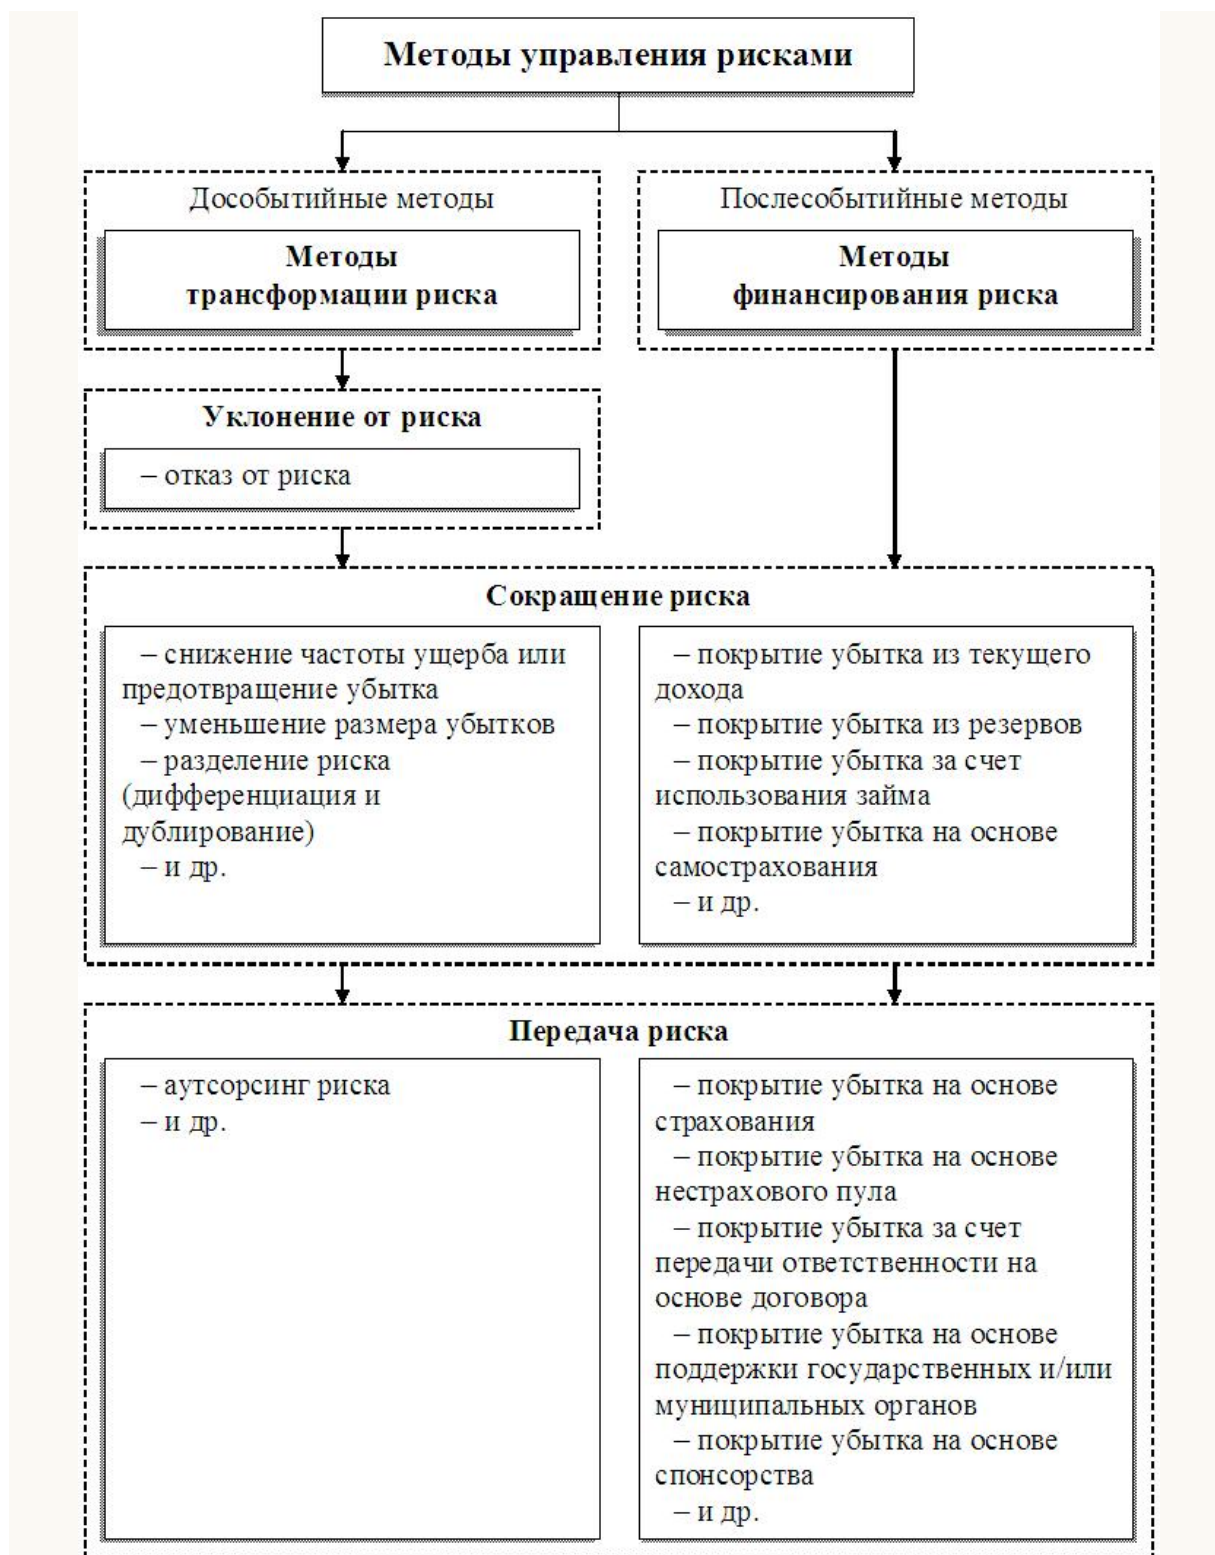 Методы управления рисками
Дособытийные методы
Методы
трансформации риска
Послесобытийные методы
Методы
финансирования риска
Уклонение от риска
– отказ от риска
Сокращение риска
– снижение частоты ущерба или
предотвращение убытка
– уменьшение размера убытков
– разделение риска
(дифференциация и
дублирование)
– и др.
– покрытие убытка из текущего
дохода
– покрытие убытка из резервов
– покрытие убытка за счет
использования займа
– покрытие убытка на основе
самострахования
– и др.
Передача риска
– аутсорсинг риска
– и др.
– покрытие убытка на основе
страхования
– покрытие убытка на основе
нестрахового пула
– покрытие убытка за счет
передачи ответственности на
основе договора
– покрытие убытка на основе
поддержки государственных и/или
муниципальных органов
– покрытие убытка на основе
спонсорства
– и др.